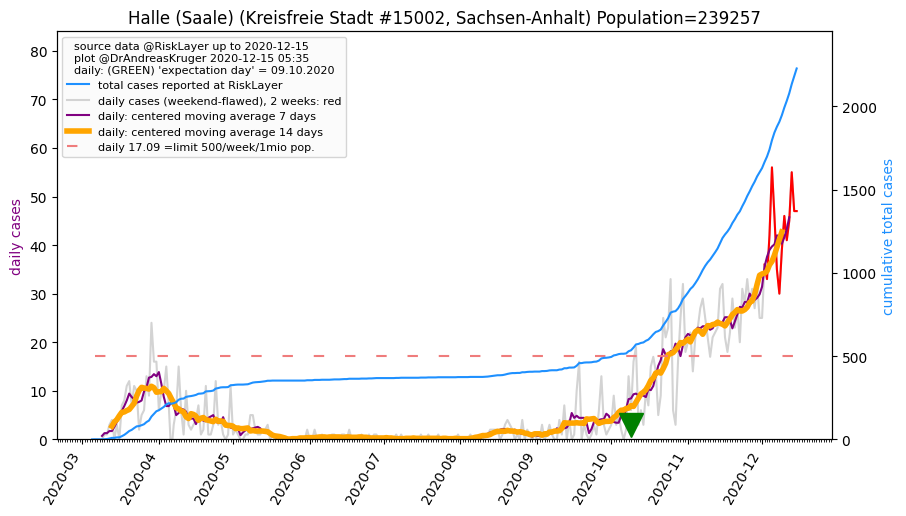 Halle (Saale) (Kreisfreie Stadt #15002, Sachsen-Anhalt) Population=239257
source data @RiskLayer up to 2020-12-15
plot @DrAndreasKruger 2020-12-15 05:35
daily: (GREEN) 'expectation day' = 09.10.2020
total cases reported at RiskLayer
daily cases (weekend-flawed), 2 weeks: red
daily: centered moving average 7 days
daily: centered moving average 14 days
daily 17.09 =limit 500/week/1mio pop.
daily cases
80
70
60
50
40
30
20
10
0
cumulative total cases
2000
1500
1000
500
0
2020-03
2020-04
2020-05
2020-06
2020-07
2020-08
2020-09
2020-10
2020-11
2020-12